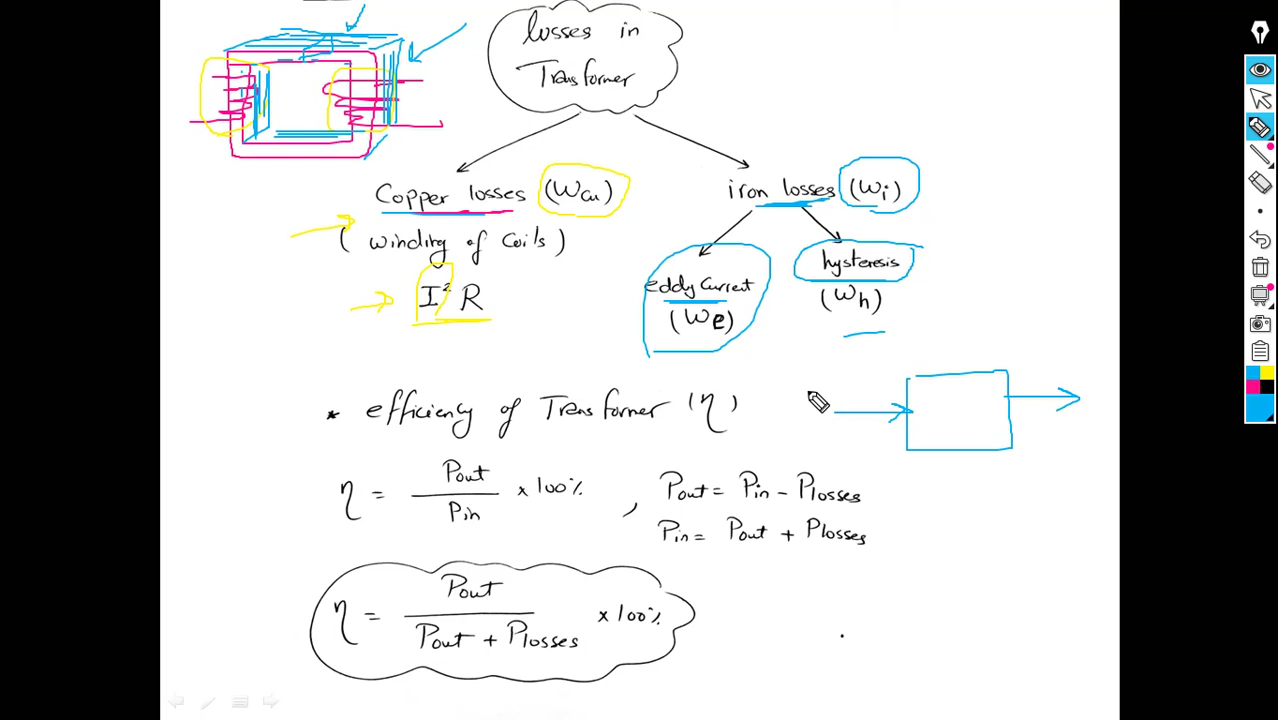 losses in
Transformer
Copper losses (Wcu)
(winding of Coils)
I² R
iron losses (Wi)
eddy Current
(We)
hysteresis
(Wh)
* efficiency of Transformer (η)
η = Pout / Pin × 100% , Pout = Pin - Plosses
Pin = Pout + Plosses
η = Pout / Pout + Plosses × 100%